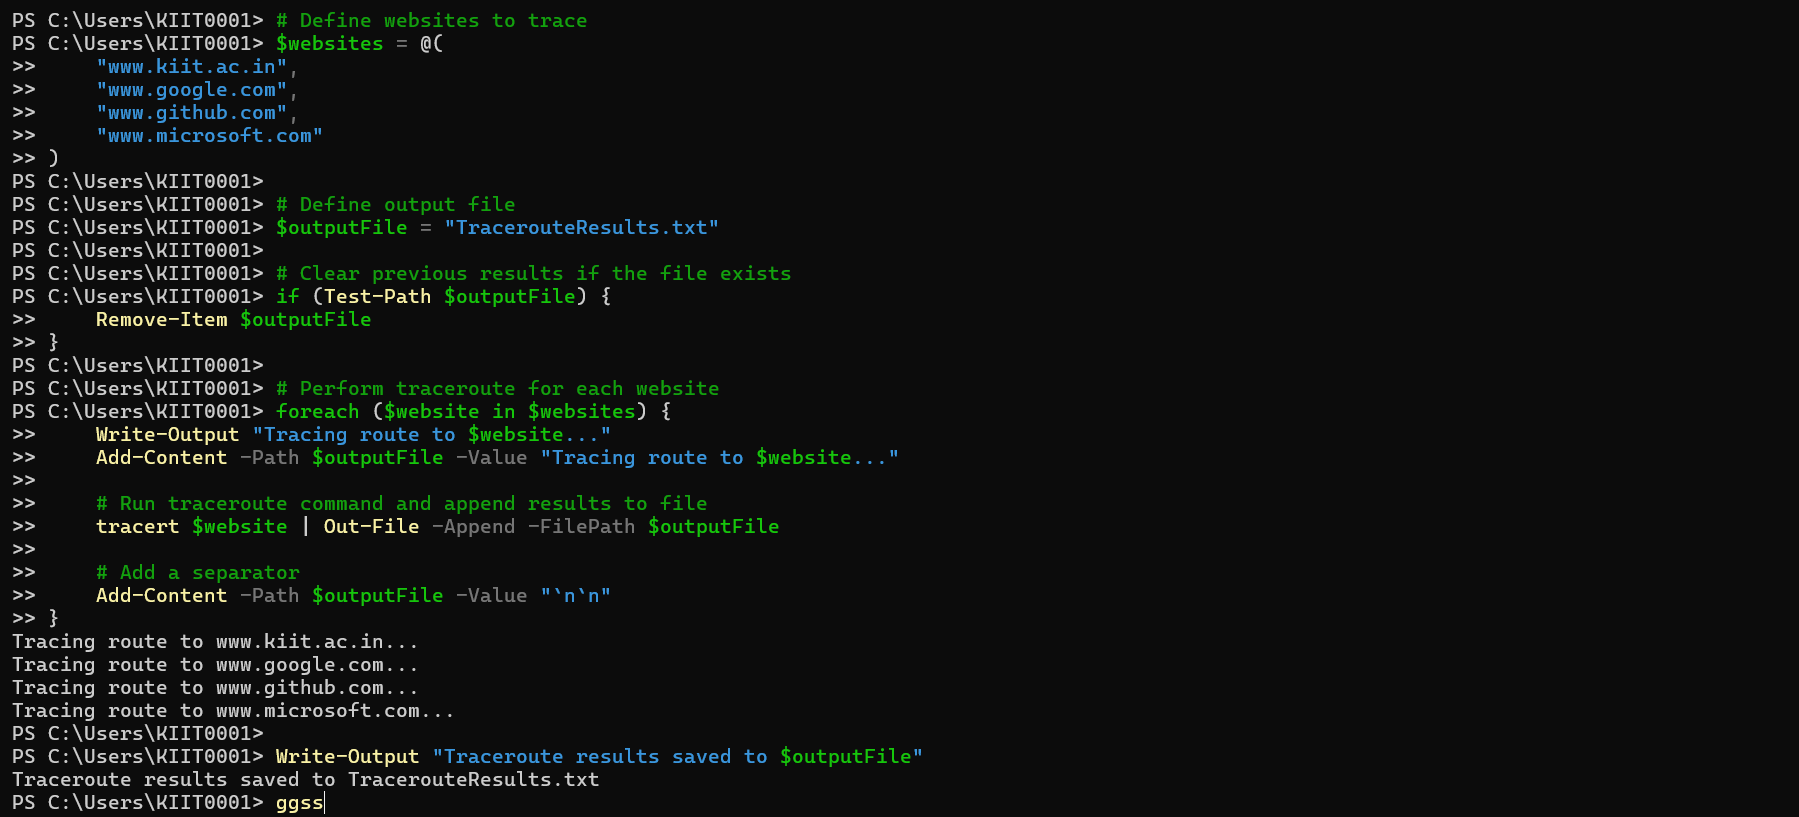 PS C:\Users\KIIT0001> # Define websites to trace
PS C:\Users\KIIT0001> $websites = @(
>>     "www.kiit.ac.in",
>>     "www.google.com",
>>     "www.github.com",
>>     "www.microsoft.com"
>> )
PS C:\Users\KIIT0001>
PS C:\Users\KIIT0001> # Define output file
PS C:\Users\KIIT0001> $outputFile = "TracerouteResults.txt"
PS C:\Users\KIIT0001>
PS C:\Users\KIIT0001> # Clear previous results if the file exists
PS C:\Users\KIIT0001> if (Test-Path $outputFile) {
>>     Remove-Item $outputFile
>> }
PS C:\Users\KIIT0001>
PS C:\Users\KIIT0001> # Perform traceroute for each website
PS C:\Users\KIIT0001> foreach ($website in $websites) {
>>     Write-Output "Tracing route to $website..."
>>     Add-Content -Path $outputFile -Value "Tracing route to $website..."
>>
>>     # Run traceroute command and append results to file
>>     tracert $website | Out-File -Append -FilePath $outputFile
>>
>>     # Add a separator
>>     Add-Content -Path $outputFile -Value "`n`n"
>> }
Tracing route to www.kiit.ac.in...
Tracing route to www.google.com...
Tracing route to www.github.com...
Tracing route to www.microsoft.com...
PS C:\Users\KIIT0001>
PS C:\Users\KIIT0001> Write-Output "Traceroute results saved to $outputFile"
Traceroute results saved to TracerouteResults.txt
PS C:\Users\KIIT0001> ggss